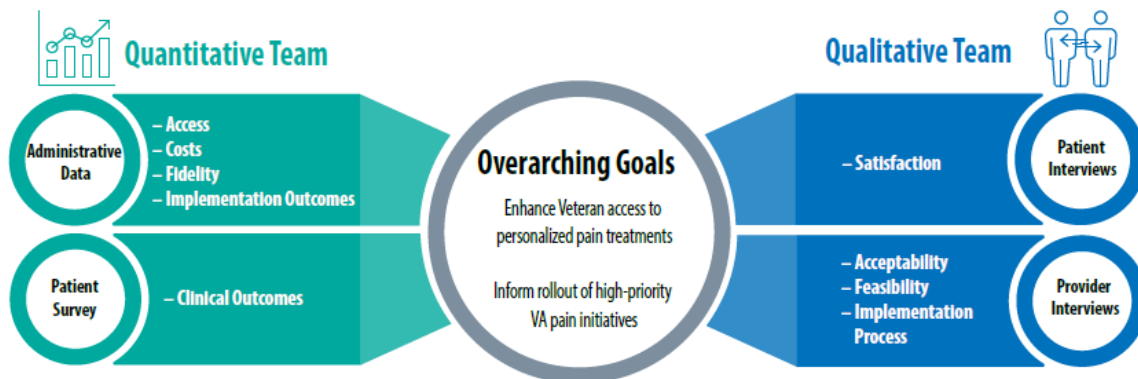 Quantitative Team
Administrative
Data
– Access
– Costs
– Fidelity
– Implementation Outcomes
Patient
Survey
– Clinical Outcomes
Overarching Goals
Enhance Veteran access to
personalized pain treatments
Inform rollout of high-priority
VA pain initiatives
Qualitative Team
– Satisfaction
Patient
Interviews
– Acceptability
– Feasibility
– Implementation
Process
Provider
Interviews